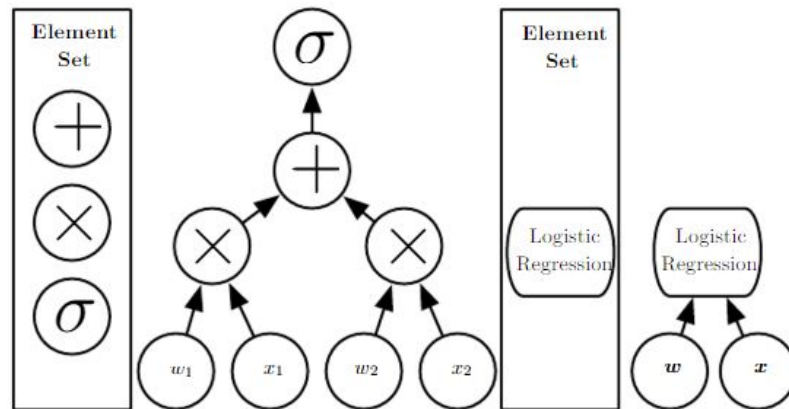 Element
Set
+
×
σ
σ
+
×
×
w₁
x₁
w₂
x₂
Element
Set
Logistic
Regression
Logistic
Regression
w
x